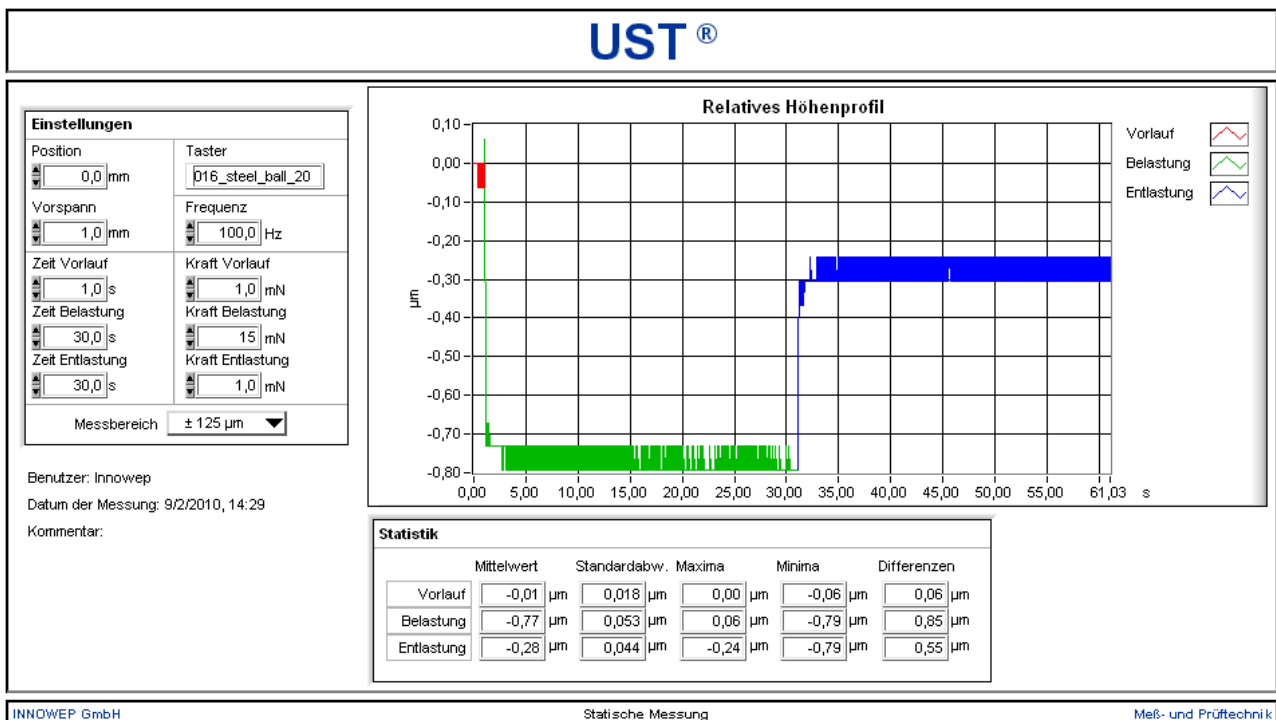 UST ®
Einstellungen
Position
0,0 mm
Taster
016_steel_ball_20
Vorspann
1,0 mm
Frequenz
100,0 Hz
Zeit Vorlauf
1,0 s
Kraft Vorlauf
1,0 mN
Zeit Belastung
30,0 s
Kraft Belastung
15 mN
Zeit Entlastung
30,0 s
Kraft Entlastung
1,0 mN
Messbereich ± 125 µm
Benutzer: Innowep
Datum der Messung: 9/2/2010, 14:29
Kommentar:
Relatives Höhenprofil
0,10
0,00
-0,10
-0,20
-0,30
-0,40
-0,50
-0,60
-0,70
-0,80
µm
0,00 5,00 10,00 15,00 20,00 25,00 30,00 35,00 40,00 45,00 50,00 55,00 61,03 s
Vorlauf
Belastung
Entlastung
Statistik
Mittelwert Standardabw. Maxima Minima Differenzen
Vorlauf -0,01 µm 0,018 µm 0,00 µm -0,06 µm 0,06 µm
Belastung -0,77 µm 0,053 µm 0,06 µm -0,79 µm 0,85 µm
Entlastung -0,28 µm 0,044 µm -0,24 µm -0,79 µm 0,55 µm
INNOWEP GmbH Statische Messung Meß- und Prüftechnik